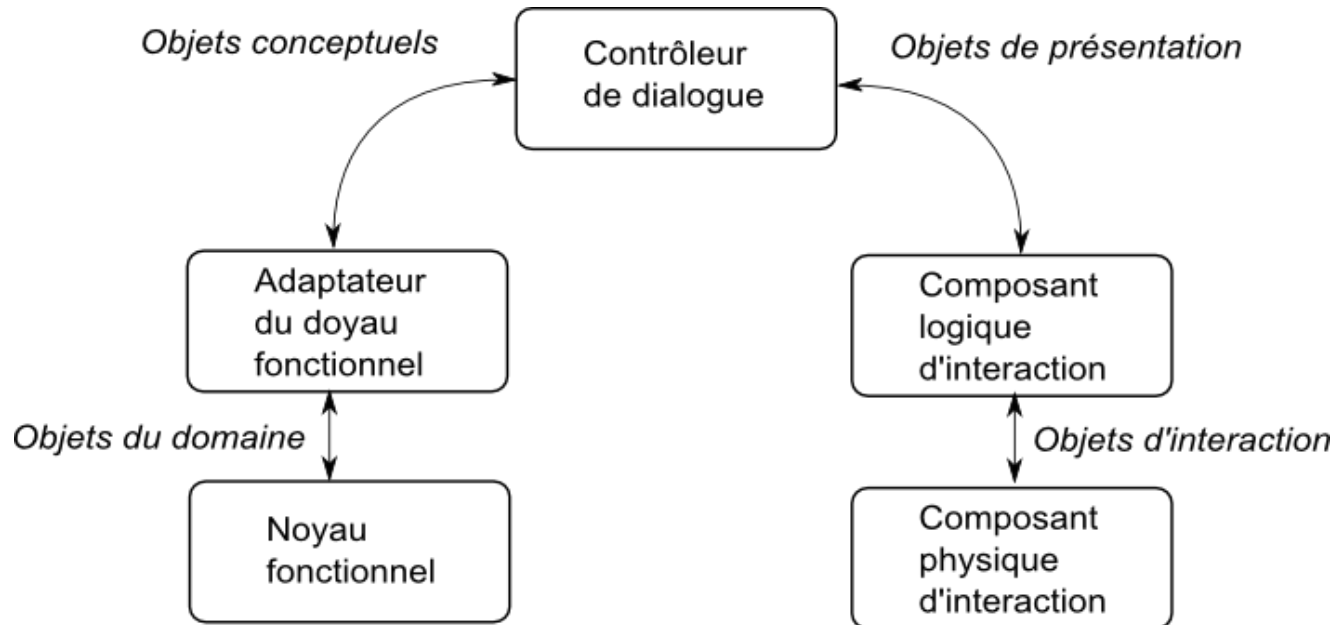 Objets conceptuels
Contrôleur
de dialogue
Objets de présentation
Adaptateur
du doyau
fonctionnel
Composant
logique
d'interaction
Objets du domaine
Objets d'interaction
Noyau
fonctionnel
Composant
physique
d'interaction